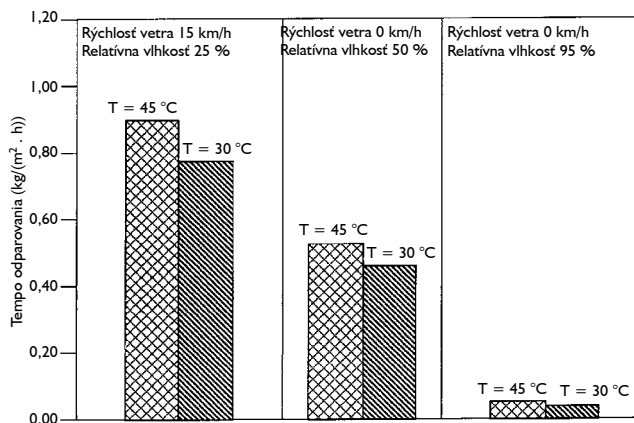 1,20
1,00
0,80
0,60
0,40
0,20
0,00
Tempo odparovania (kg/(m² . h))
Rýchlosť vetra 15 km/h
Relatívna vlhkosť 25 %
T = 45 °C
T = 30 °C
Rýchlosť vetra 0 km/h
Relatívna vlhkosť 50 %
T = 45 °C
T = 30 °C
Rýchlosť vetra 0 km/h
Relatívna vlhkosť 95 %
T = 45 °C
T = 30 °C